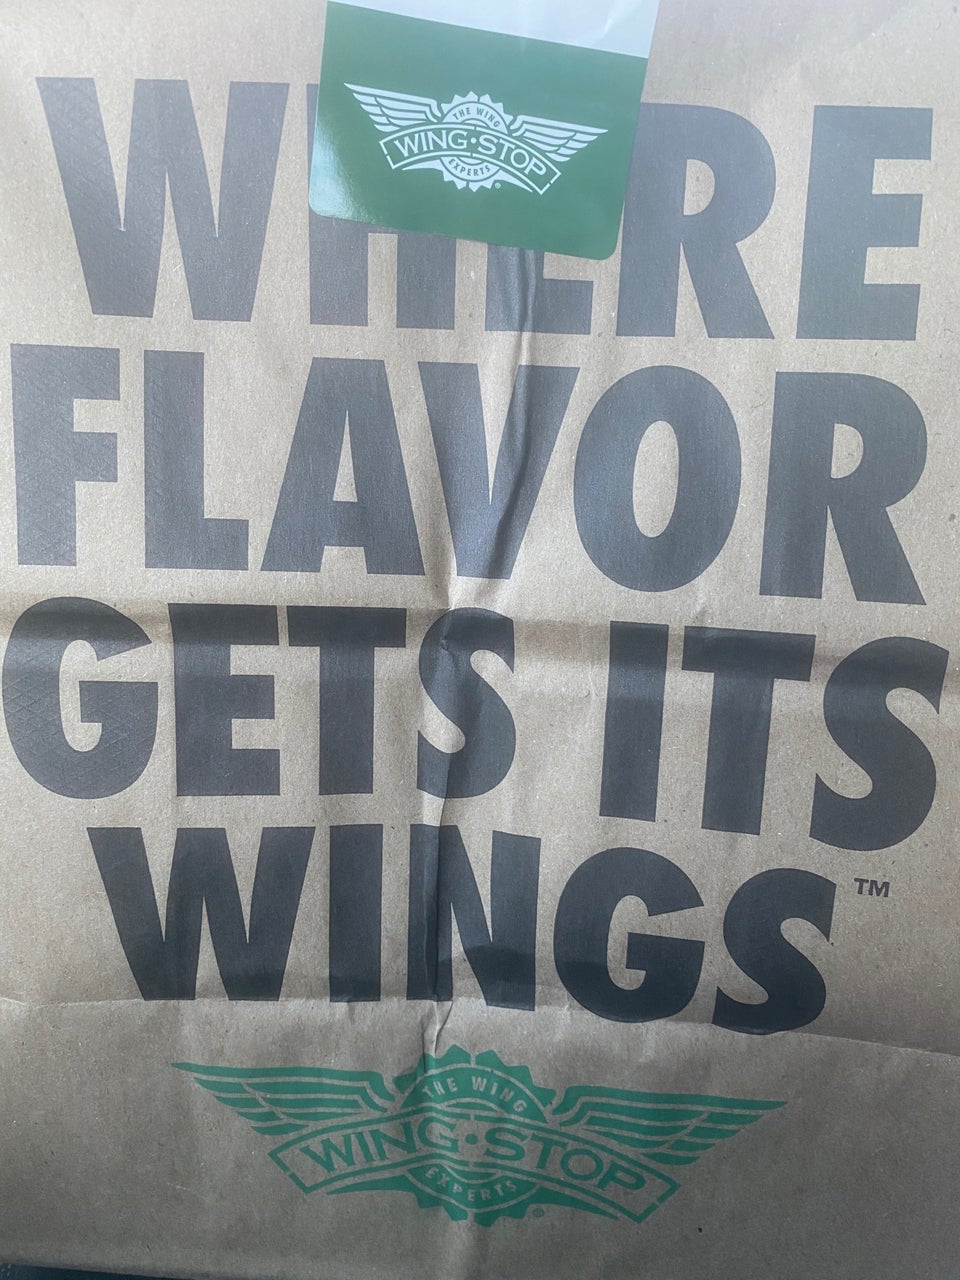 THE WING
WING·STOP
EXPERTS
®
WHERE
FLAVOR
GETS ITS
WINGS™
THE WING
WING·STOP
EXPERTS
®